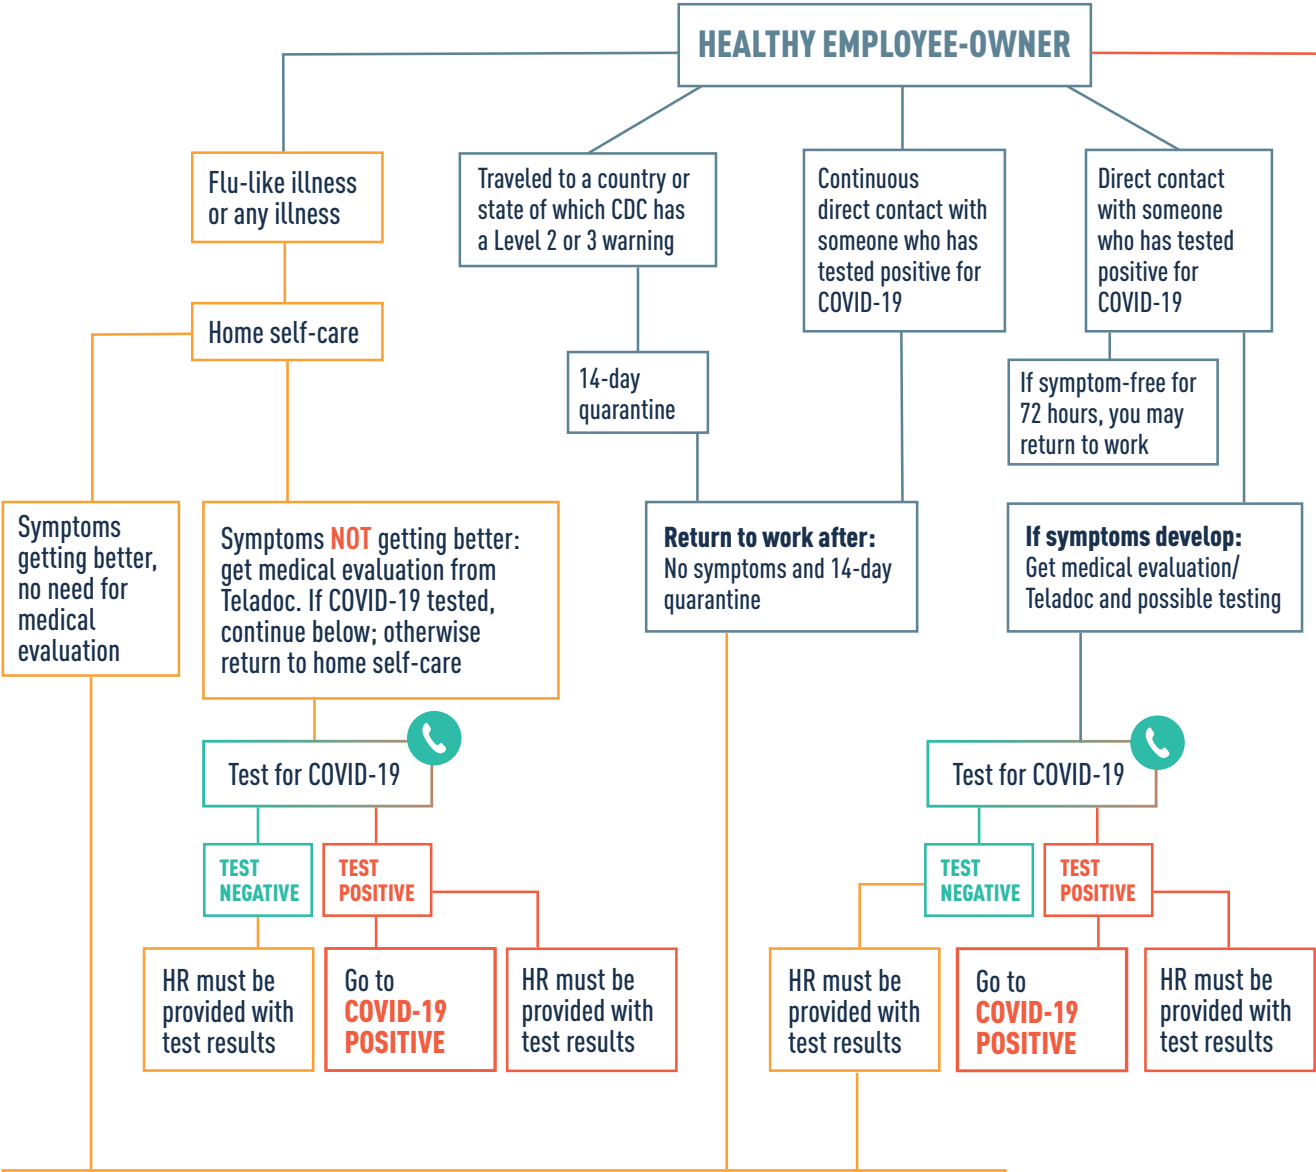 HEALTHY EMPLOYEE-OWNER
Flu-like illness
or any illness
Traveled to a country or
state of which CDC has
a Level 2 or 3 warning
Continuous
direct contact with
someone who has
tested positive for
COVID-19
Direct contact
with someone
who has tested
positive for
COVID-19
Home self-care
14-day
quarantine
If symptom-free for
72 hours, you may
return to work
Symptoms
getting better,
no need for
medical
evaluation
Symptoms NOT getting better:
get medical evaluation from
Teladoc. If COVID-19 tested,
continue below; otherwise
return to home self-care
Return to work after:
No symptoms and 14-day
quarantine
If symptoms develop:
Get medical evaluation/
Teladoc and possible testing
Test for COVID-19
Test for COVID-19
TEST
NEGATIVE
TEST
POSITIVE
TEST
NEGATIVE
TEST
POSITIVE
HR must be
provided with
test results
Go to
COVID-19
POSITIVE
HR must be
provided with
test results
HR must be
provided with
test results
Go to
COVID-19
POSITIVE
HR must be
provided with
test results